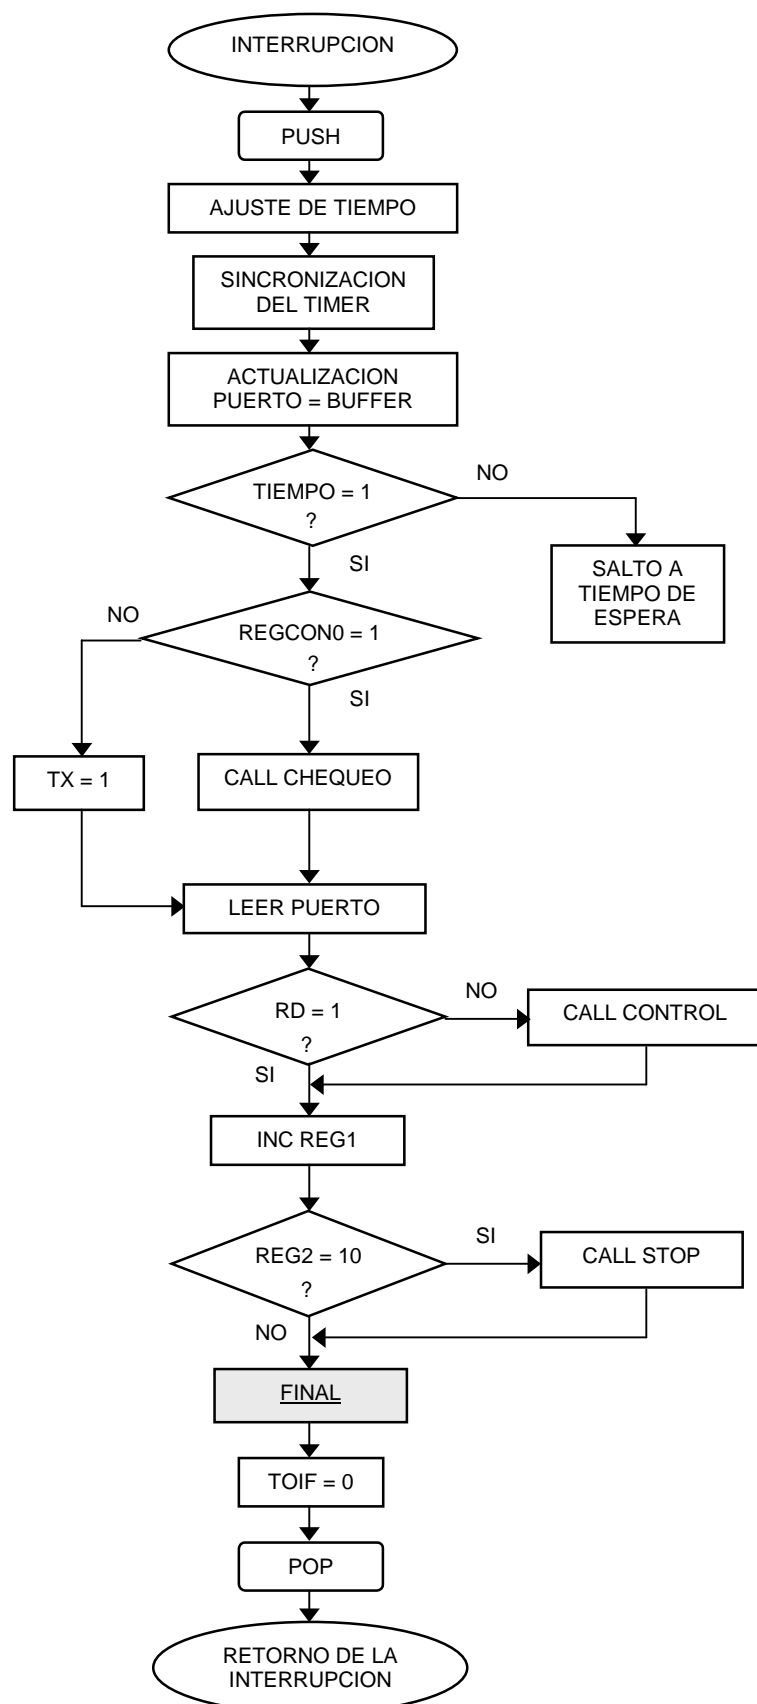 INTERRUPCION
PUSH
AJUSTE DE TIEMPO
SINCRONIZACION
DEL TIMER
ACTUALIZACION
PUERTO = BUFFER
TIEMPO = 1
?
NO
SI
SALTO A
TIEMPO DE
ESPERA
NO
REGCON0 = 1
?
SI
TX = 1
CALL CHEQUEO
LEER PUERTO
RD = 1
?
NO
CALL CONTROL
SI
INC REG1
REG2 = 10
?
SI
CALL STOP
NO
FINAL
TOIF = 0
POP
RETORNO DE LA
INTERRUPCION